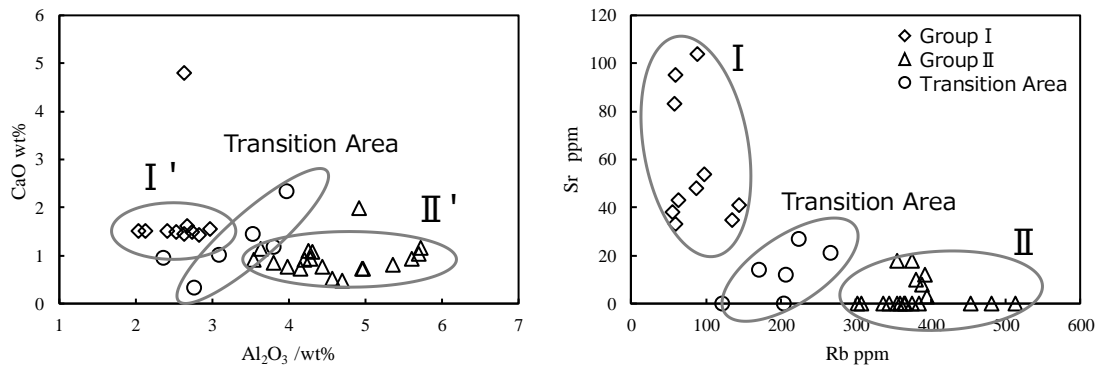 6
5
4
3
2
1
0
CaO wt%
1 2 3 4 5 6 7
Al₂O₃ /wt%
Transition Area
Ⅰ'
Ⅱ'
120
100
80
60
40
20
0
Sr ppm
0 100 200 300 400 500 600
Rb ppm
Group Ⅰ
Group Ⅱ
Transition Area
Ⅰ
Transition Area
Ⅱ